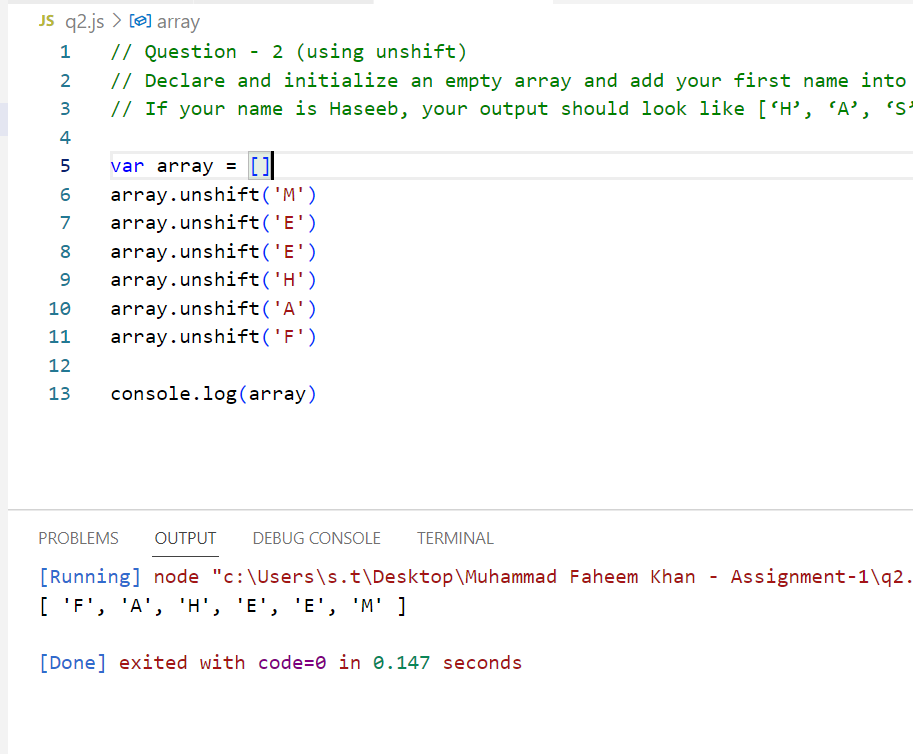 JS q2.js > array
1 // Question - 2 (using unshift)
2 // Declare and initialize an empty array and add your first name into
3 // If your name is Haseeb, your output should look like [‘H’, ‘A’, ‘S’
4
5 var array = []
6 array.unshift('M')
7 array.unshift('E')
8 array.unshift('E')
9 array.unshift('H')
10 array.unshift('A')
11 array.unshift('F')
12
13 console.log(array)
PROBLEMS OUTPUT DEBUG CONSOLE TERMINAL
[Running] node "c:\Users\s.t\Desktop\Muhammad Faheem Khan - Assignment-1\q2.
[ 'F', 'A', 'H', 'E', 'E', 'M' ]
[Done] exited with code=0 in 0.147 seconds